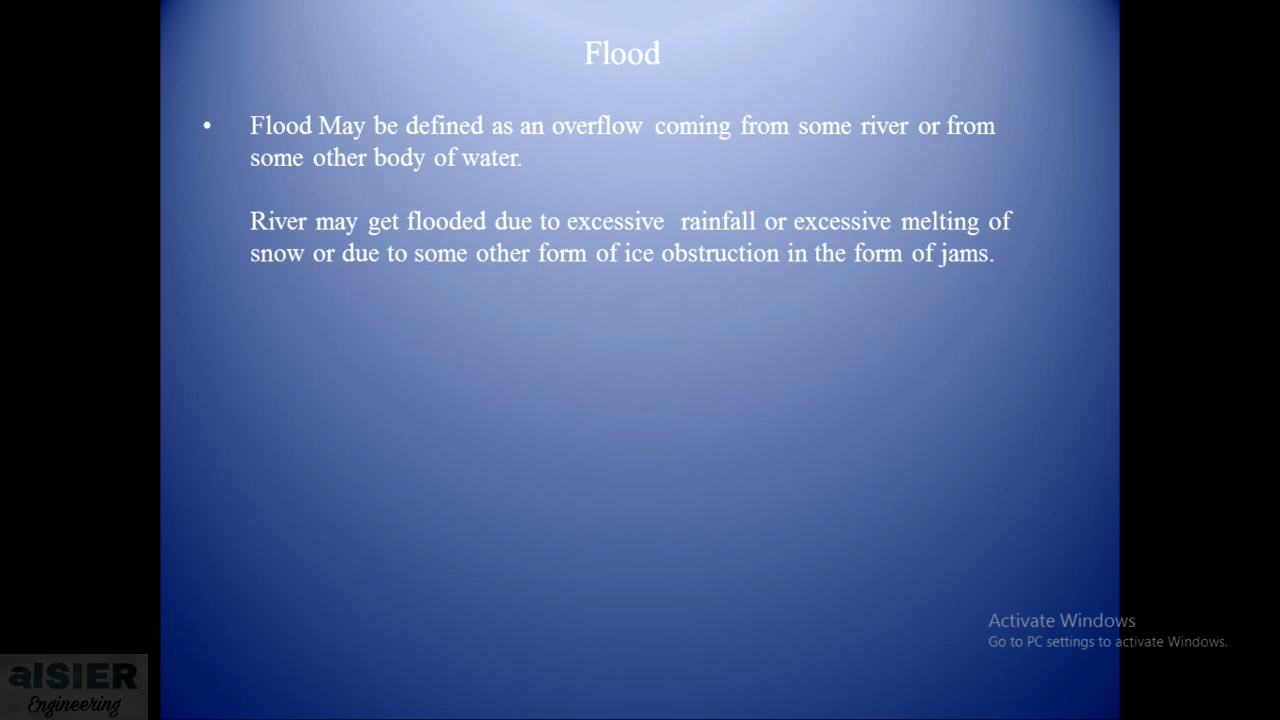 Flood
• Flood May be defined as an overflow coming from some river or from
some other body of water.
River may get flooded due to excessive rainfall or excessive melting of
snow or due to some other form of ice obstruction in the form of jams.
Activate Windows
Go to PC settings to activate Windows.
aISIER
Engineering